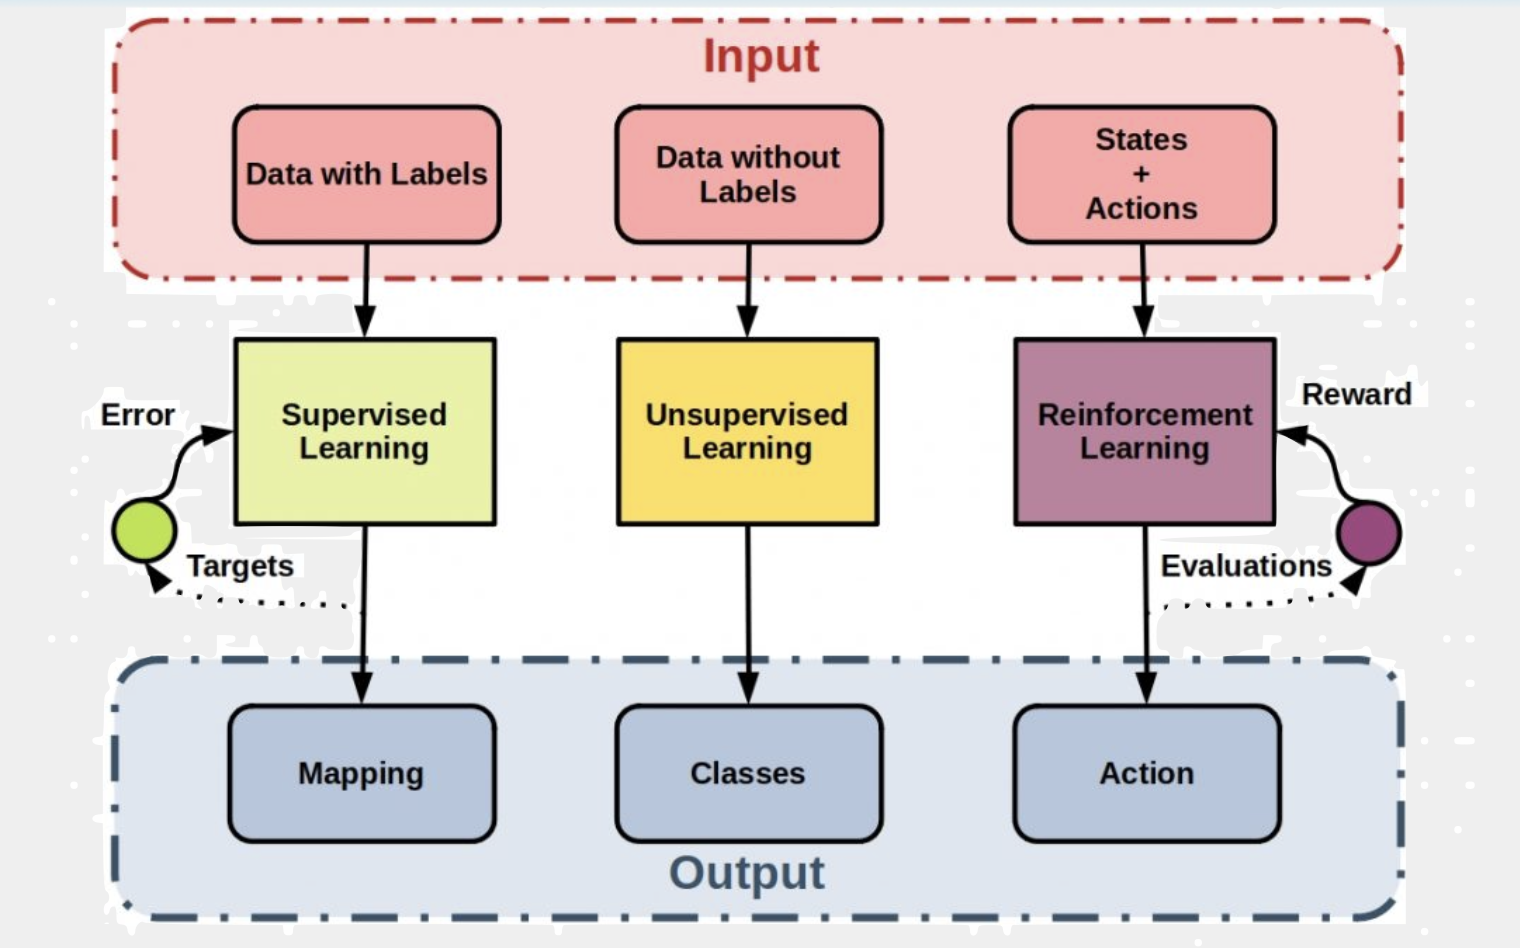 Input
Data with Labels
Data without
Labels
States
+
Actions
Error
Supervised
Learning
Unsupervised
Learning
Reinforcement
Learning
Reward
Targets
Evaluations
Mapping
Classes
Action
Output